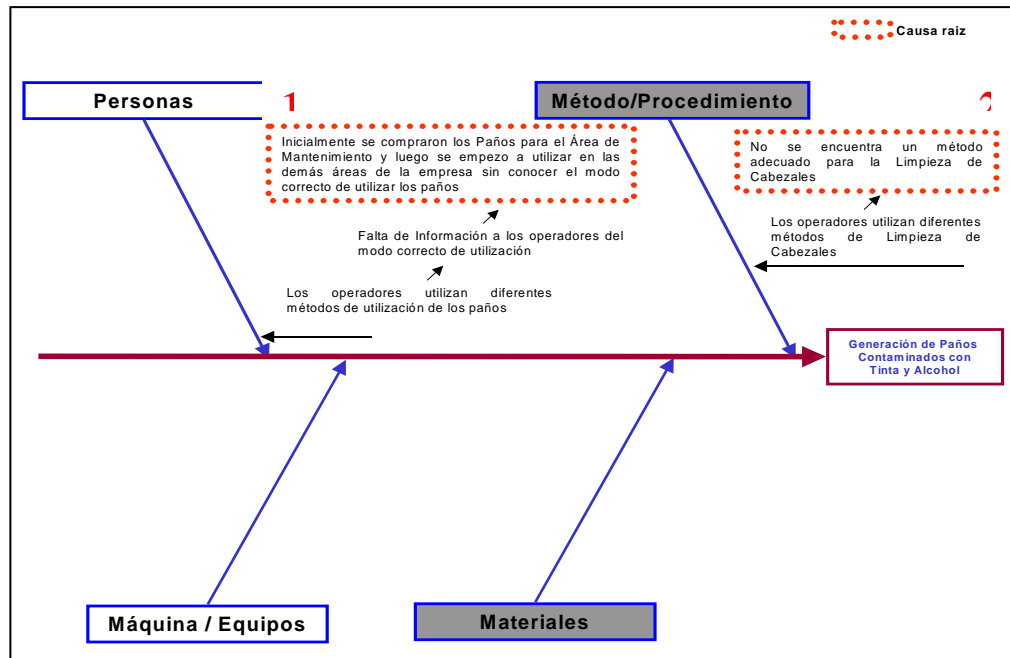 Causa raiz
Personas
1
Método/Procedimiento
2
Inicialmente se compraron los Paños para el Área de
Mantenimiento y luego se empezo a utilizar en las
demás áreas de la empresa sin conocer el modo
correcto de utilizar los paños
No se encuentra un método
adecuado para la Limpieza de
Cabezales
Falta de Información a los operadores del
modo correcto de utilización
Los operadores utilizan diferentes
métodos de Limpieza de
Cabezales
Los operadores utilizan diferentes
métodos de utilización de los paños
Generación de Paños
Contaminados con
Tinta y Alcohol
Máquina / Equipos
Materiales